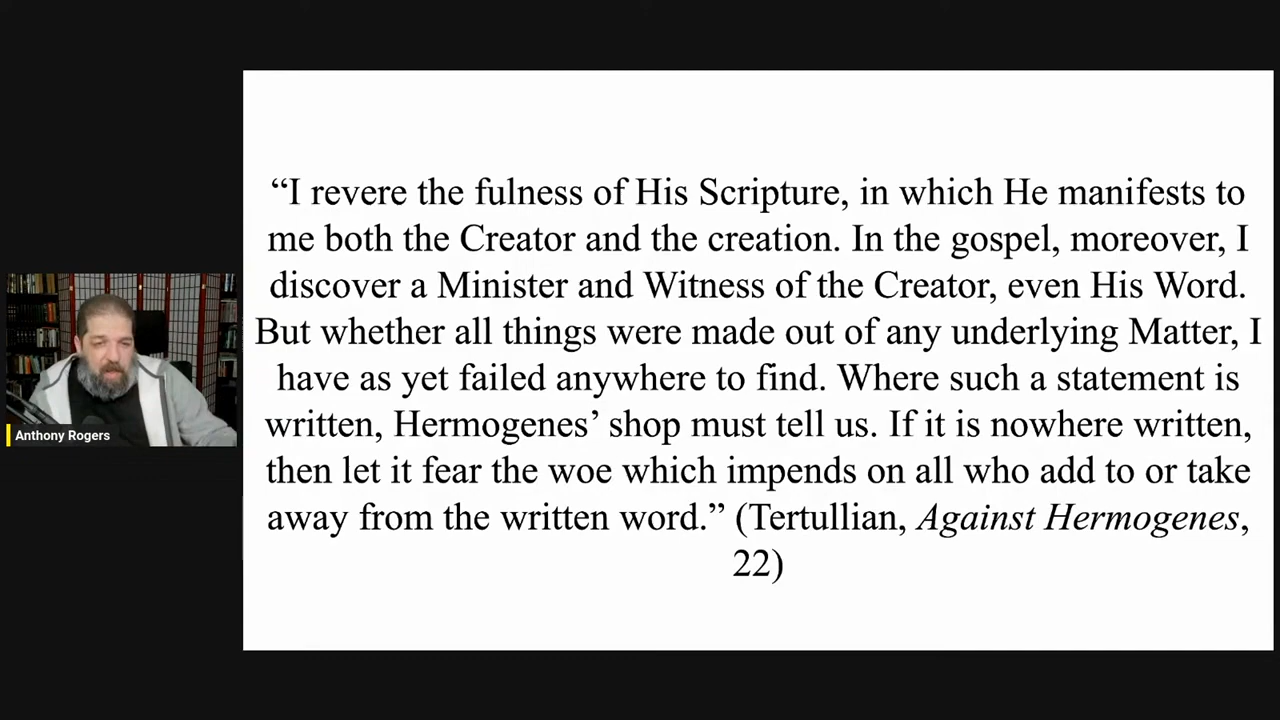 “I revere the fulness of His Scripture, in which He manifests to
me both the Creator and the creation. In the gospel, moreover, I
discover a Minister and Witness of the Creator, even His Word.
But whether all things were made out of any underlying Matter, I
have as yet failed anywhere to find. Where such a statement is
written, Hermogenes’ shop must tell us. If it is nowhere written,
then let it fear the woe which impends on all who add to or take
away from the written word.” (Tertullian, Against Hermogenes,
22)
Anthony Rogers